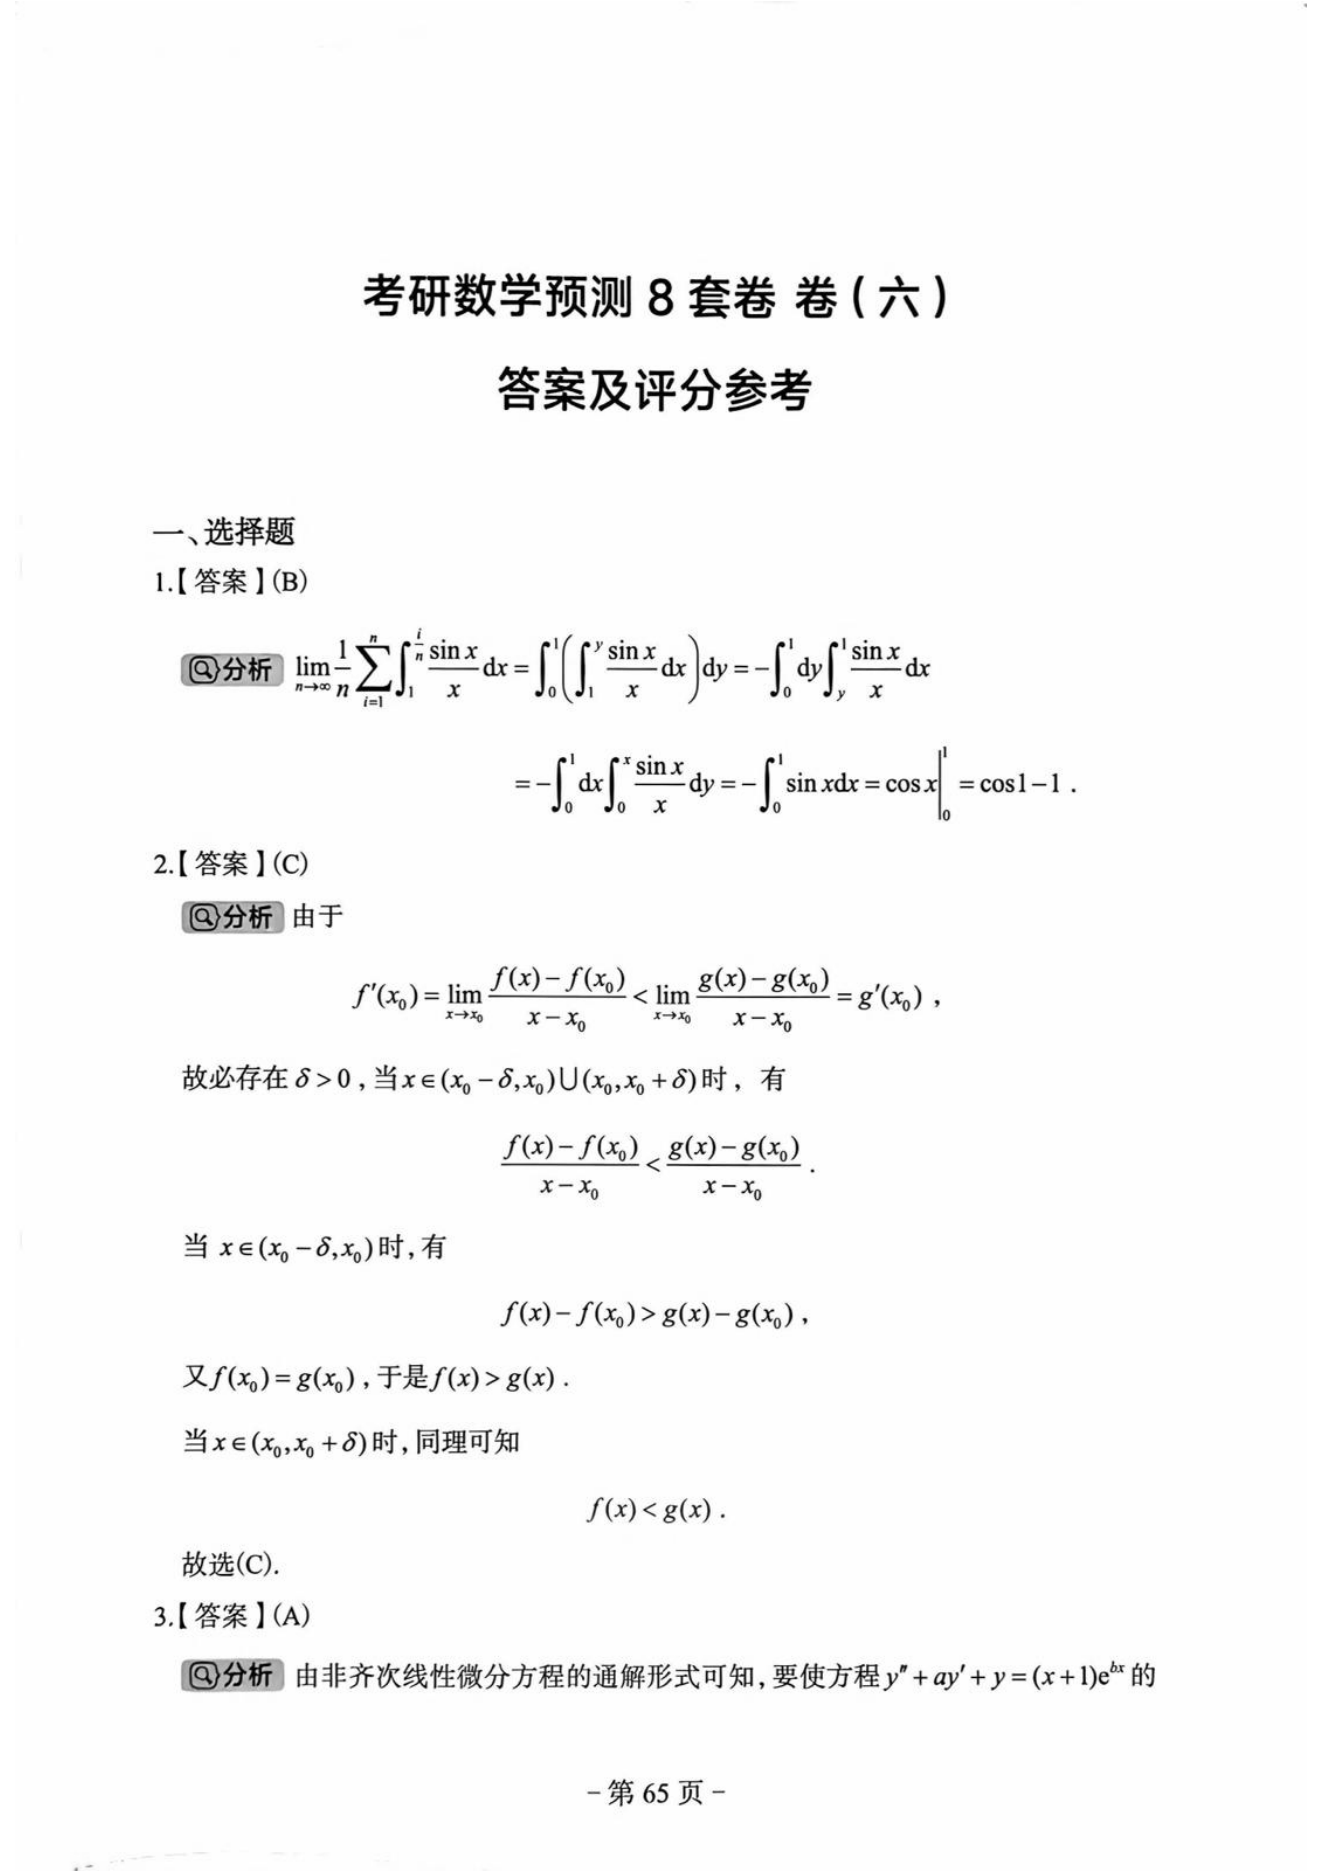 考研数学预测 8 套卷 卷（六）
答案及评分参考
一、选择题
1.【答案】(B)
分析 $\lim_{n\to\infty}\frac{1}{n}\sum_{i=1}^{n}\int_{1}^{\frac{i}{n}}\frac{\sin x}{x}dx=\int_{0}^{1}\left(\int_{1}^{y}\frac{\sin x}{x}dx\right)dy=-\int_{0}^{1}dy\int_{y}^{1}\frac{\sin x}{x}dx$
$=-\int_{0}^{1}dx\int_{0}^{x}\frac{\sin x}{x}dy=-\int_{0}^{1}\sin xdx=\cos x\Big|_{0}^{1}=\cos 1-1$ .
2.【答案】(C)
分析 由于
$f'(x_0)=\lim_{x\to x_0}\frac{f(x)-f(x_0)}{x-x_0}<\lim_{x\to x_0}\frac{g(x)-g(x_0)}{x-x_0}=g'(x_0)$ ,
故必存在 $\delta>0$ , 当 $x\in(x_0-\delta,x_0)\cup(x_0,x_0+\delta)$ 时，有
$\frac{f(x)-f(x_0)}{x-x_0}<\frac{g(x)-g(x_0)}{x-x_0}$ .
当 $x\in(x_0-\delta,x_0)$ 时, 有
$f(x)-f(x_0)>g(x)-g(x_0)$ ,
又 $f(x_0)=g(x_0)$ , 于是 $f(x)>g(x)$ .
当 $x\in(x_0,x_0+\delta)$ 时, 同理可知
$f(x)<g(x)$ .
故选(C).
3.【答案】(A)
分析 由非齐次线性微分方程的通解形式可知, 要使方程 $y''+ay'+y=(x+1)e^{bx}$ 的
- 第 65 页 -